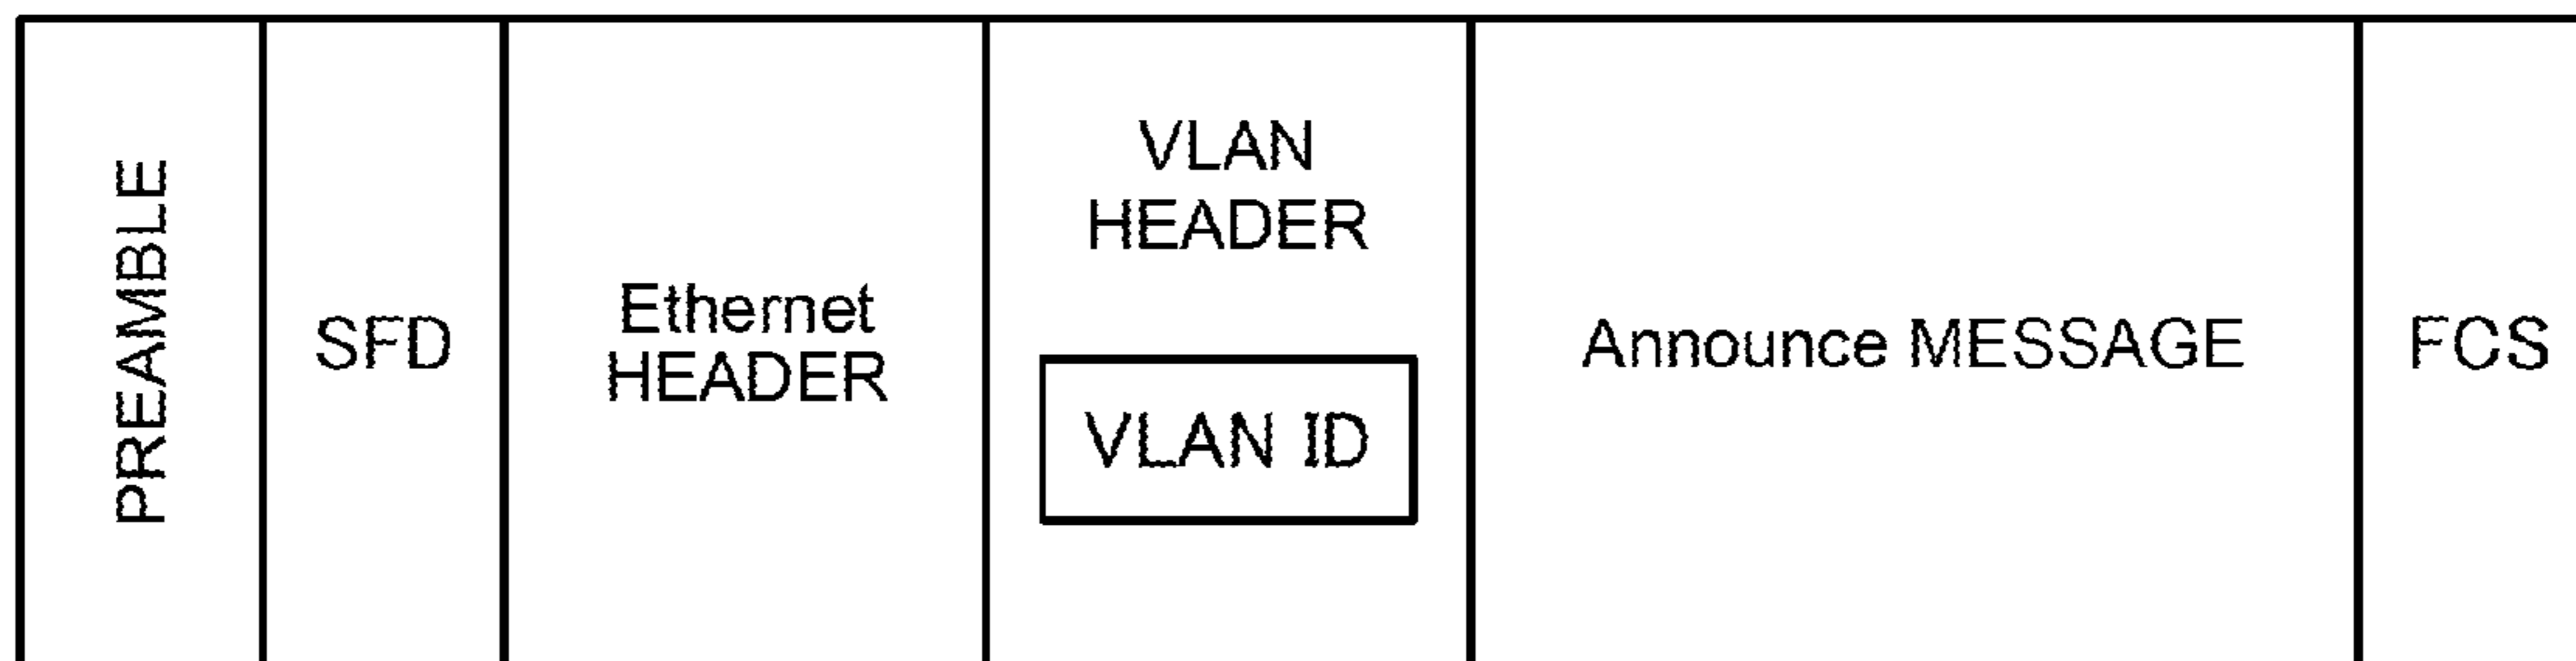 PREAMBLE
SFD
Ethernet
HEADER
VLAN
HEADER
VLAN ID
Announce MESSAGE
FCS